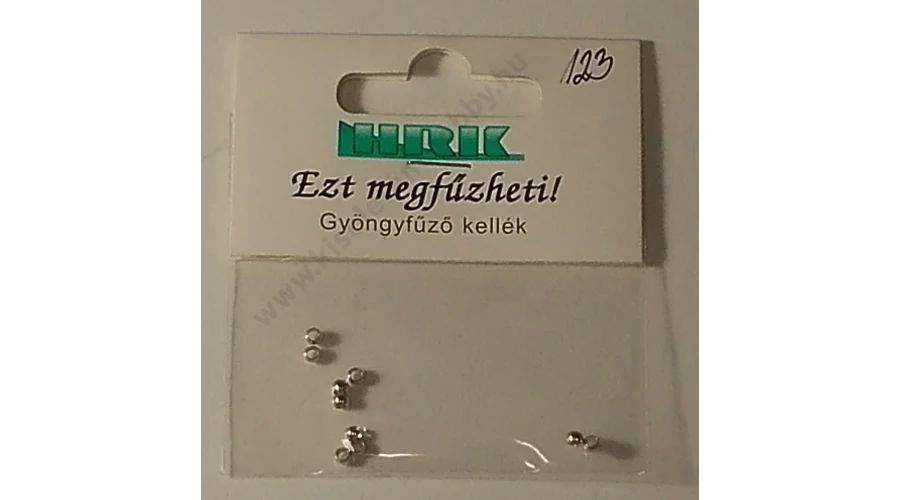 123
HRK
Ezt megfűzheti!
Gyöngyfűző kellék